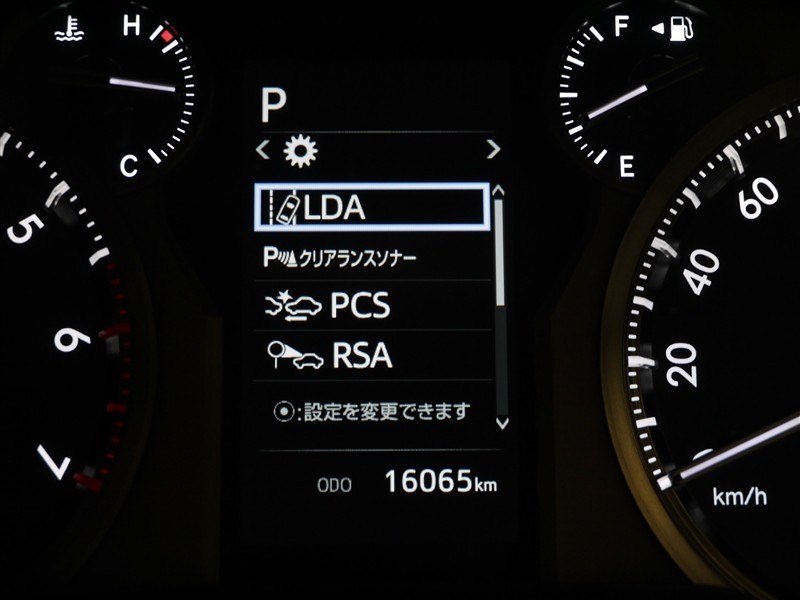 H
C
F
E
P
LDA
P クリアランスソナー
PCS
RSA
:設定を変更できます
ODO 16065km
5
6
7
60
40
20
0
km/h